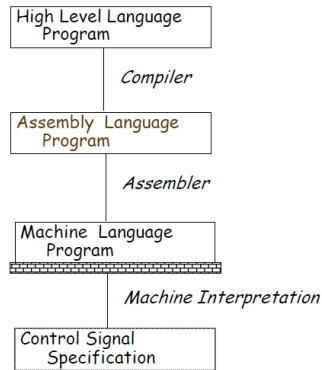 High Level Language
Program
Compiler
Assembly Language
Program
Assembler
Machine Language
Program
Machine Interpretation
Control Signal
Specification